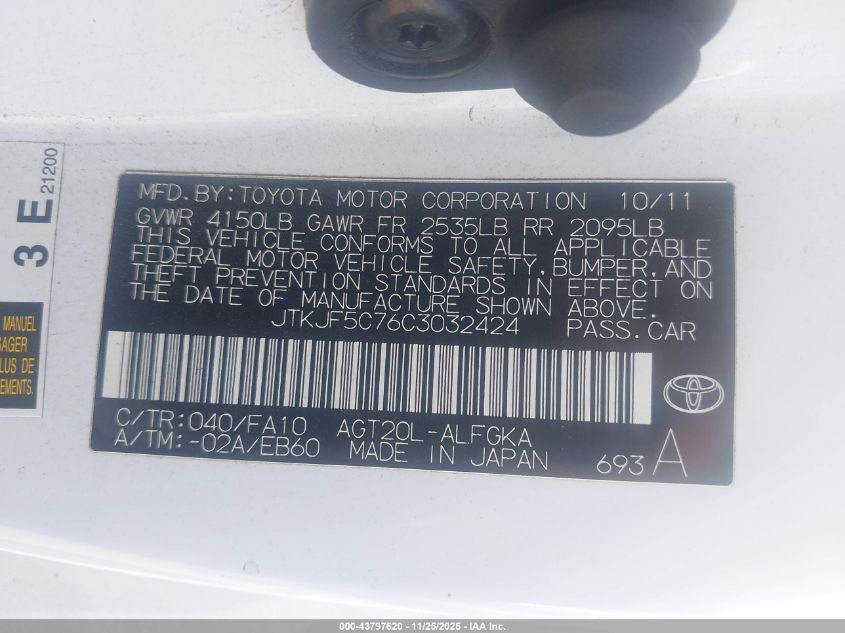 MFD. BY: TOYOTA MOTOR CORPORATION 10/11
GVWR 4150LB GAWR FR 2535LB RR 2095LB
THIS VEHICLE CONFORMS TO ALL APPLICABLE
FEDERAL MOTOR VEHICLE SAFETY, BUMPER, AND
THEFT PREVENTION STANDARDS IN EFFECT ON
THE DATE OF MANUFACTURE SHOWN ABOVE.
JTKJF5C76C3032424 PASS. CAR
C/TR: 040/FA10 AGT20L-ALFGKA
A/TM: -02A/EB60 MADE IN JAPAN 693 A
3 E 21200
MANUEL
LUS DE
000-43797620 — 11/25/2025 — IAA Inc.